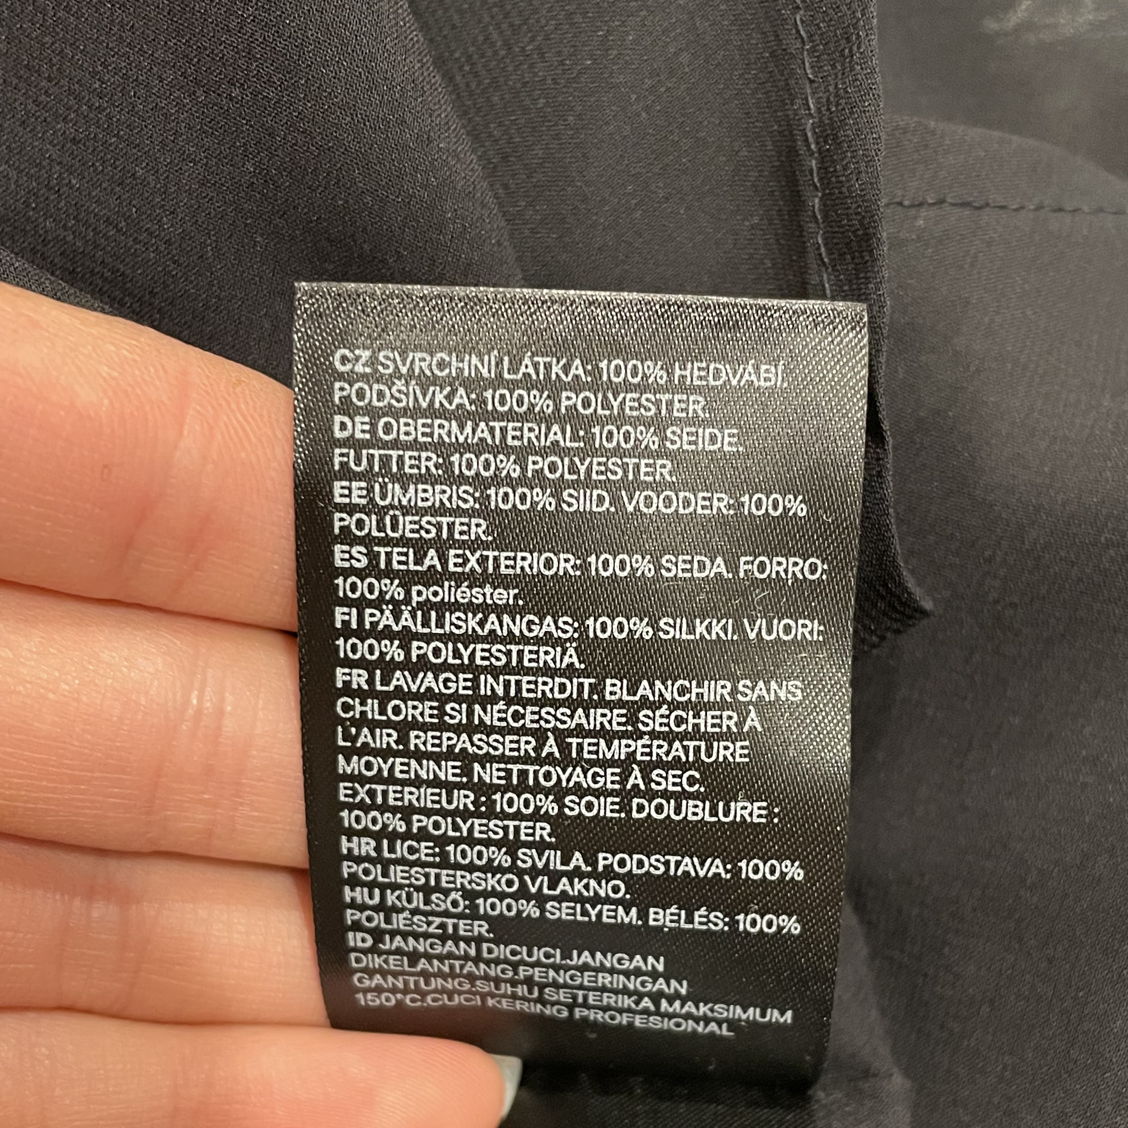 CZ SVRCHNÍ LÁTKA: 100% HEDVÁBÍ.
PODŠÍVKA: 100% POLYESTER.
DE OBERMATERIAL: 100% SEIDE.
FUTTER: 100% POLYESTER.
EE ÜMBRIS: 100% SIID. VOODER: 100%
POLÜESTER.
ES TELA EXTERIOR: 100% SEDA. FORRO:
100% poliéster.
FI PÄÄLLISKANGAS: 100% SILKKI. VUORI:
100% POLYESTERIÄ.
FR LAVAGE INTERDIT. BLANCHIR SANS
CHLORE SI NÉCESSAIRE. SÉCHER À
L'AIR. REPASSER À TEMPÉRATURE
MOYENNE. NETTOYAGE À SEC.
EXTERIEUR : 100% SOIE. DOUBLURE :
100% POLYESTER.
HR LICE: 100% SVILA. PODSTAVA: 100%
POLIESTERSKO VLAKNO.
HU KÜLSŐ: 100% SELYEM. BÉLÉS: 100%
POLIÉSZTER.
ID JANGAN DICUCI.JANGAN
DIKELANTANG.PENGERINGAN
GANTUNG.SUHU SETERIKA MAKSIMUM
150°C.CUCI KERING PROFESIONAL